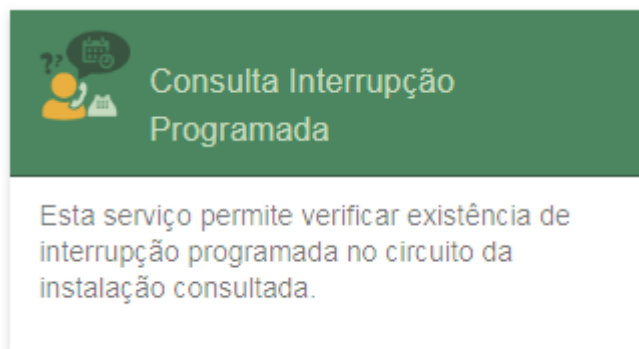 ??
Consulta Interrupção
Programada
Esta serviço permite verificar existência de
interrupção programada no circuito da
instalação consultada.